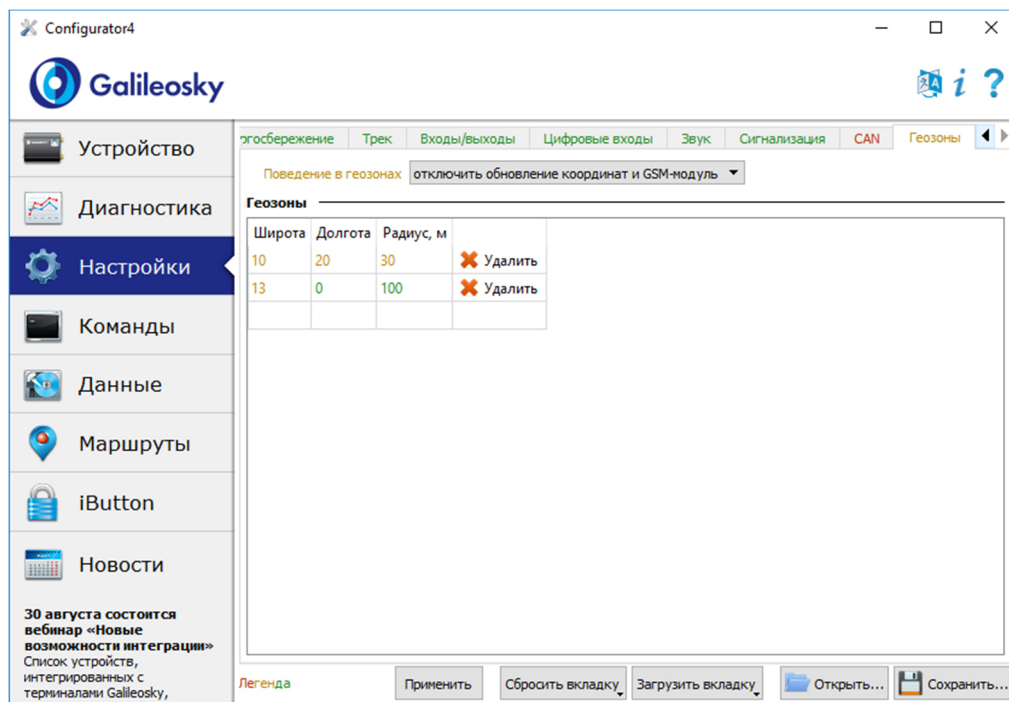 Configurator4
Galileosky
Устройство
Диагностика
Настройки
Команды
Данные
Маршруты
iButton
Новости
30 августа состоится
вебинар «Новые
возможности интеграции»
Список устройств,
интегрированных с
терминалами Galileosky,
ргосбережение Трек Входы/выходы Цифровые входы Звук Сигнализация CAN Геозоны
Поведение в геозонах отключить обновление координат и GSM-модуль
Геозоны
Широта Долгота Радиус, м
10 20 30 Удалить
13 0 100 Удалить
Легенда Применить Сбросить вкладку Загрузить вкладку Открыть... Сохранить...